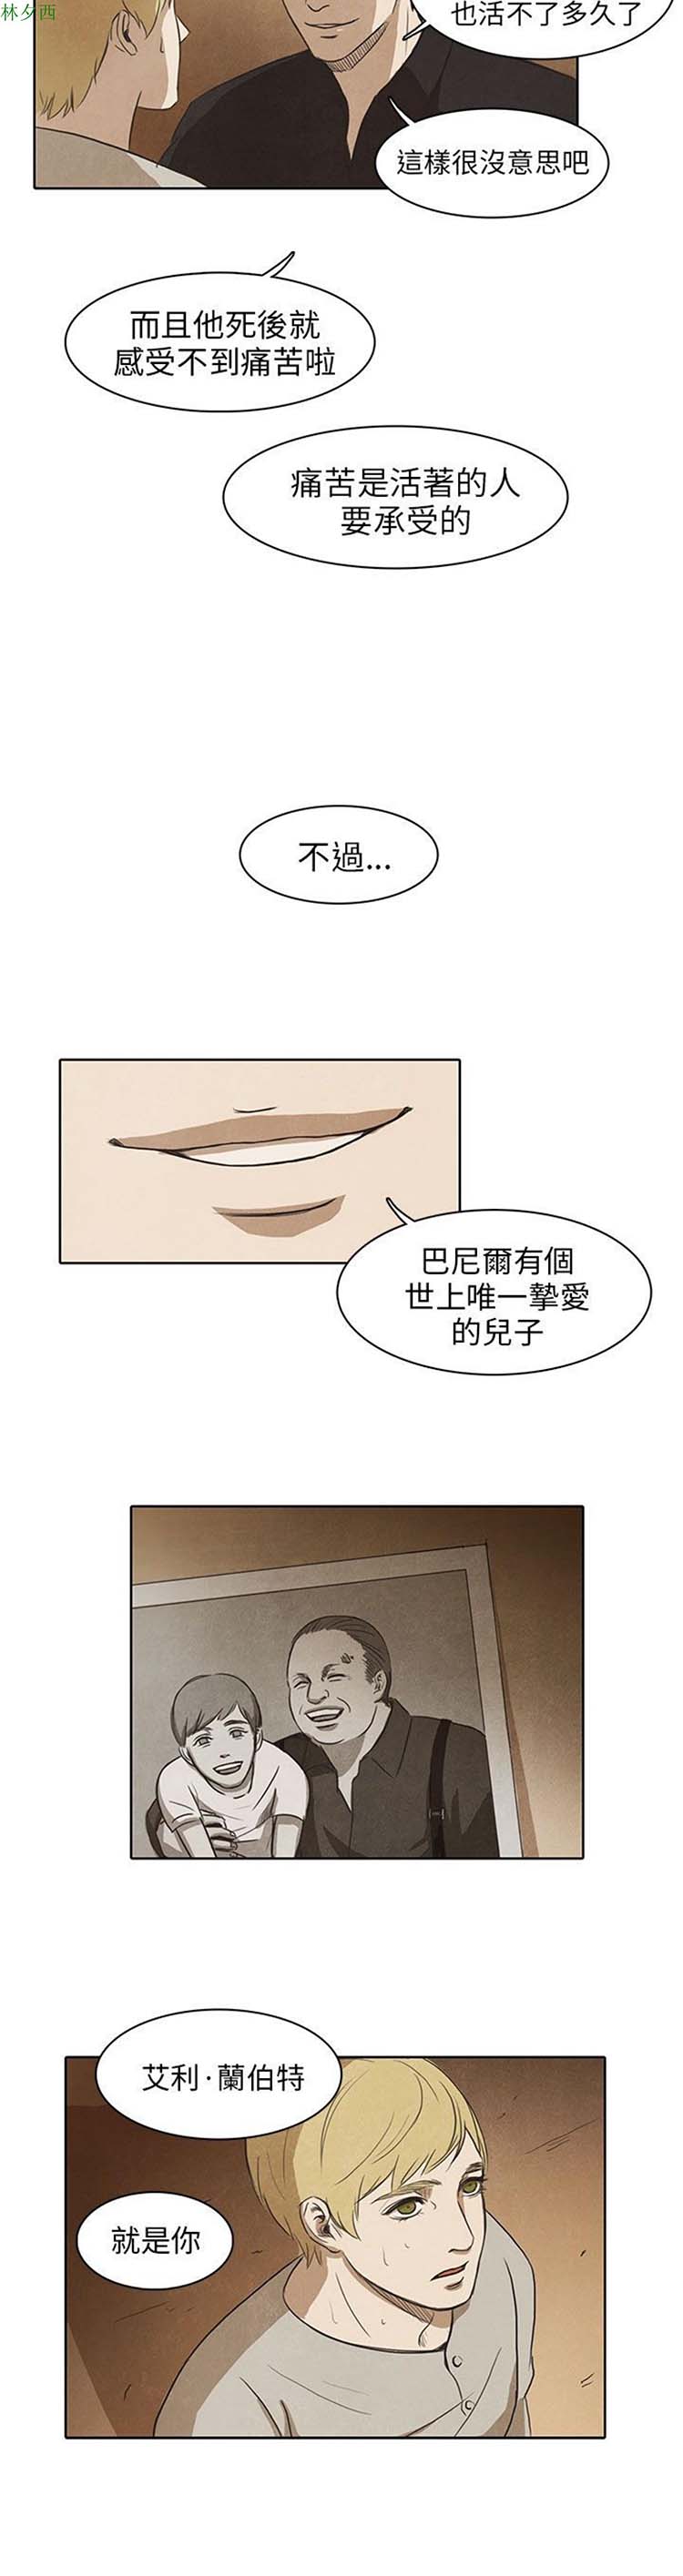 林夕西
也活不了多久了
這樣很沒意思吧
而且他死後就
感受不到痛苦啦
痛苦是活著的人
要承受的
不過...
巴尼爾有個
世上唯一摯愛
的兒子
艾利·蘭伯特
就是你